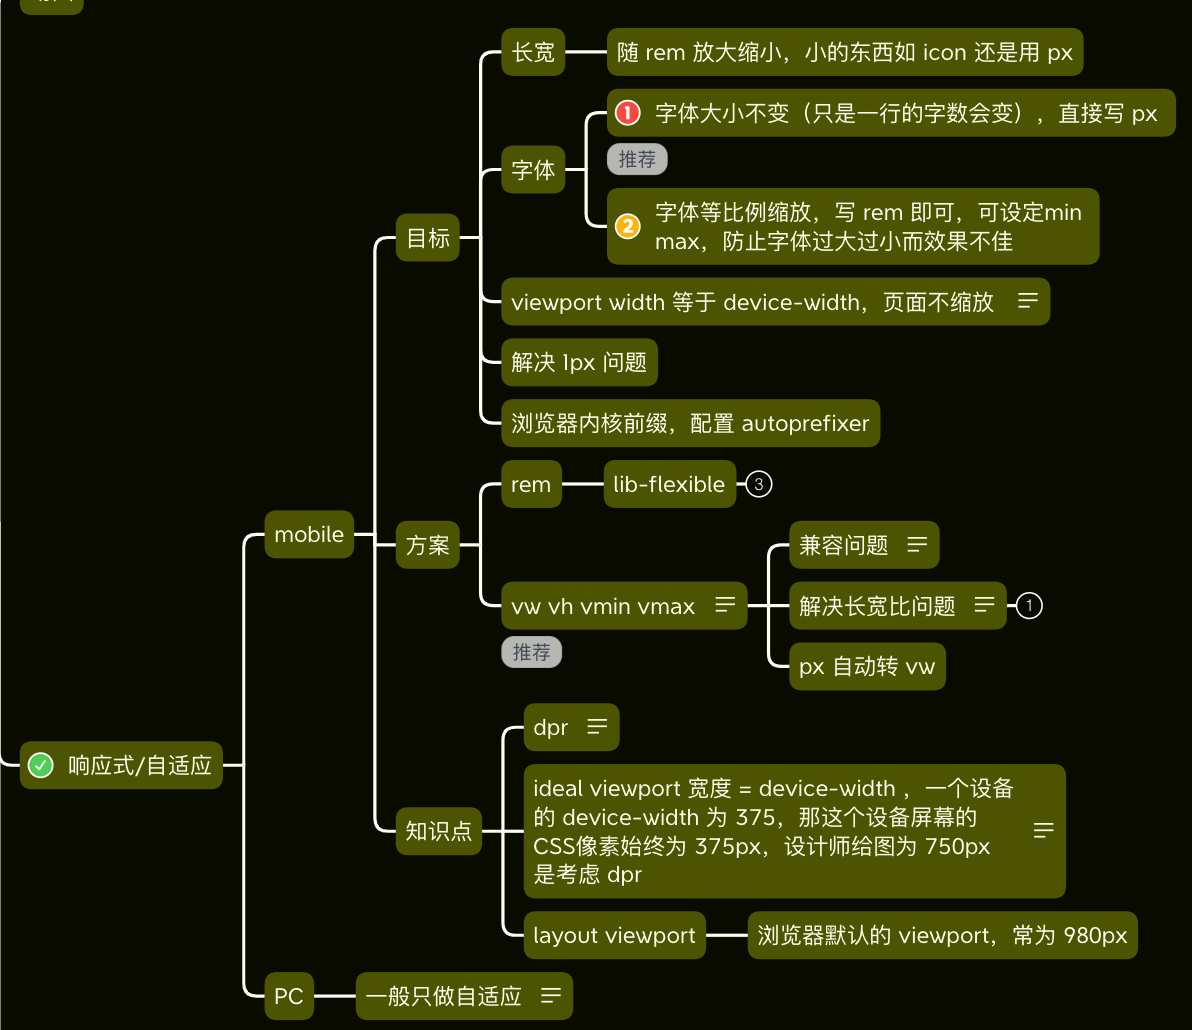 长宽
随 rem 放大缩小，小的东西如 icon 还是用 px
1 字体大小不变（只是一行的字数会变），直接写 px
推荐
字体
2 字体等比例缩放，写 rem 即可，可设定min
max，防止字体过大过小而效果不佳
目标
viewport width 等于 device-width，页面不缩放
解决 1px 问题
浏览器内核前缀，配置 autoprefixer
rem
lib-flexible
3
mobile
方案
兼容问题
vw vh vmin vmax
推荐
解决长宽比问题
1
px 自动转 vw
dpr
响应式/自适应
知识点
ideal viewport 宽度 = device-width ，一个设备
的 device-width 为 375，那这个设备屏幕的
CSS像素始终为 375px，设计师给图为 750px
是考虑 dpr
layout viewport
浏览器默认的 viewport，常为 980px
PC
一般只做自适应